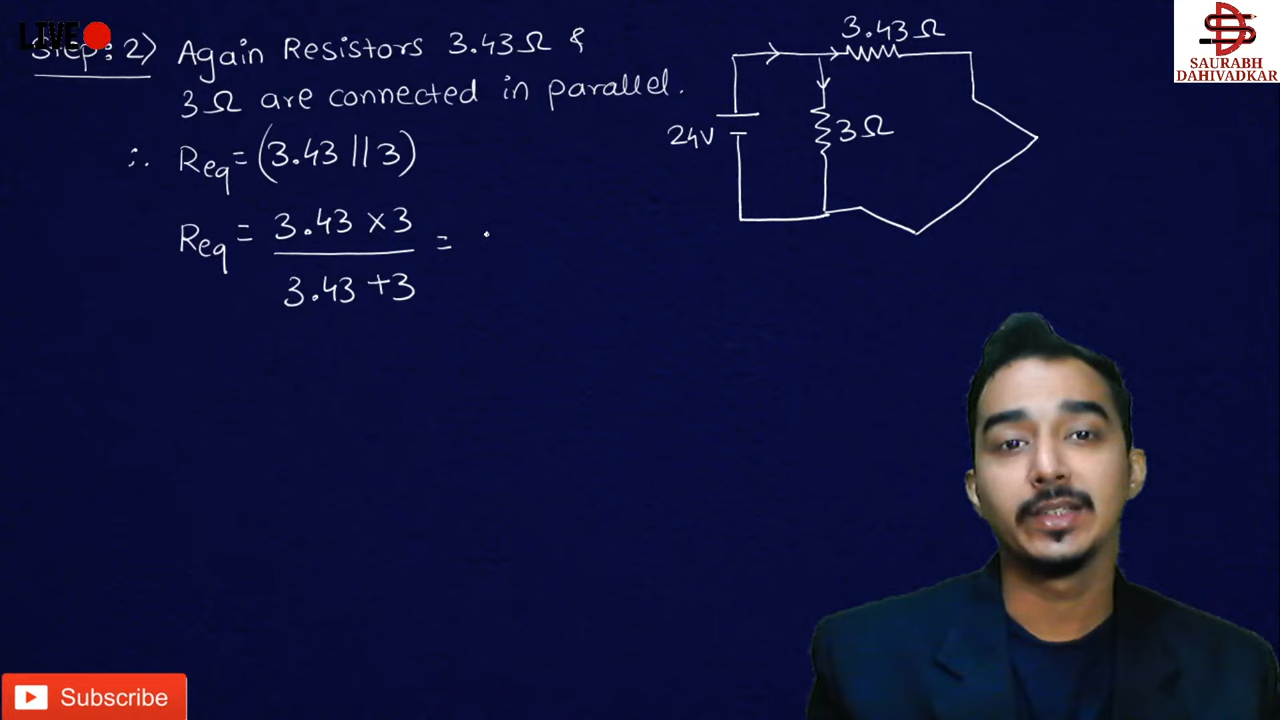 LIVE
Step: 2) Again Resistors 3.43Ω &
3Ω are connected in parallel.
∴ Req = (3.43 || 3)
Req = 3.43 × 3
3.43 + 3
= .
3.43Ω
24V
3Ω
SAURABH
DAHIVADKAR
Subscribe